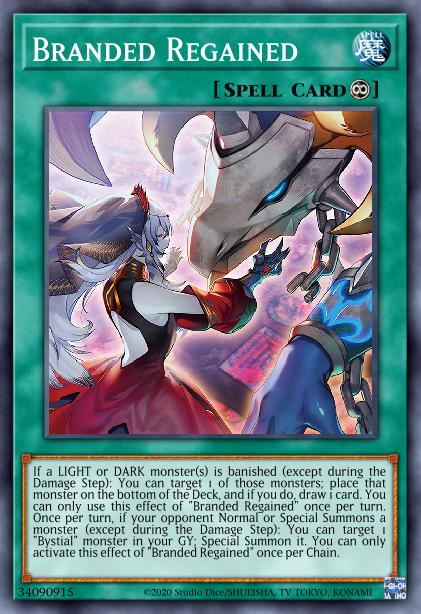 BRANDED REGAINED
SPELL
魔
[SPELL CARD]
If a LIGHT or DARK monster(s) is banished (except during the
Damage Step): You can target 1 of those monsters; place that
monster on the bottom of the Deck, and if you do, draw 1 card. You
can only use this effect of "Branded Regained" once per turn.
Once per turn, if your opponent Normal or Special Summons
a monster (except during the Damage Step): You can target 1
"Bystial" monster in your GY; Special Summon it. You can only
activate this effect of "Branded Regained" once per Chain.
34090915
©2020 Studio Dice/SHUEISHA, TV TOKYO, KONAMI